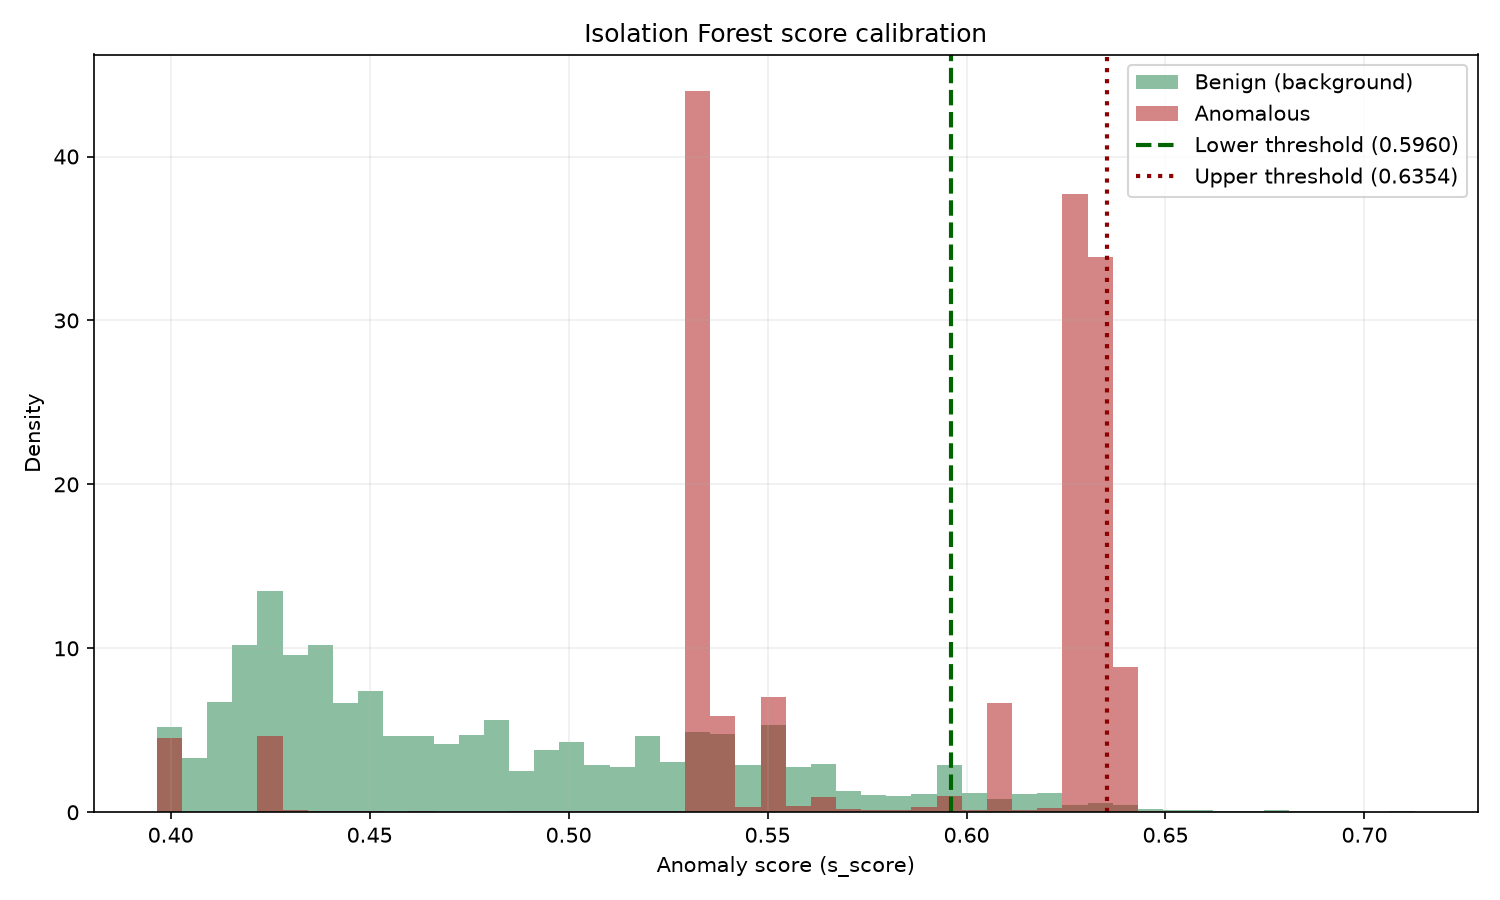 Isolation Forest score calibration
Benign (background)
Anomalous
Lower threshold (0.5960)
Upper threshold (0.6354)
Density
40
30
20
10
0
0.40 0.45 0.50 0.55 0.60 0.65 0.70
Anomaly score (s_score)